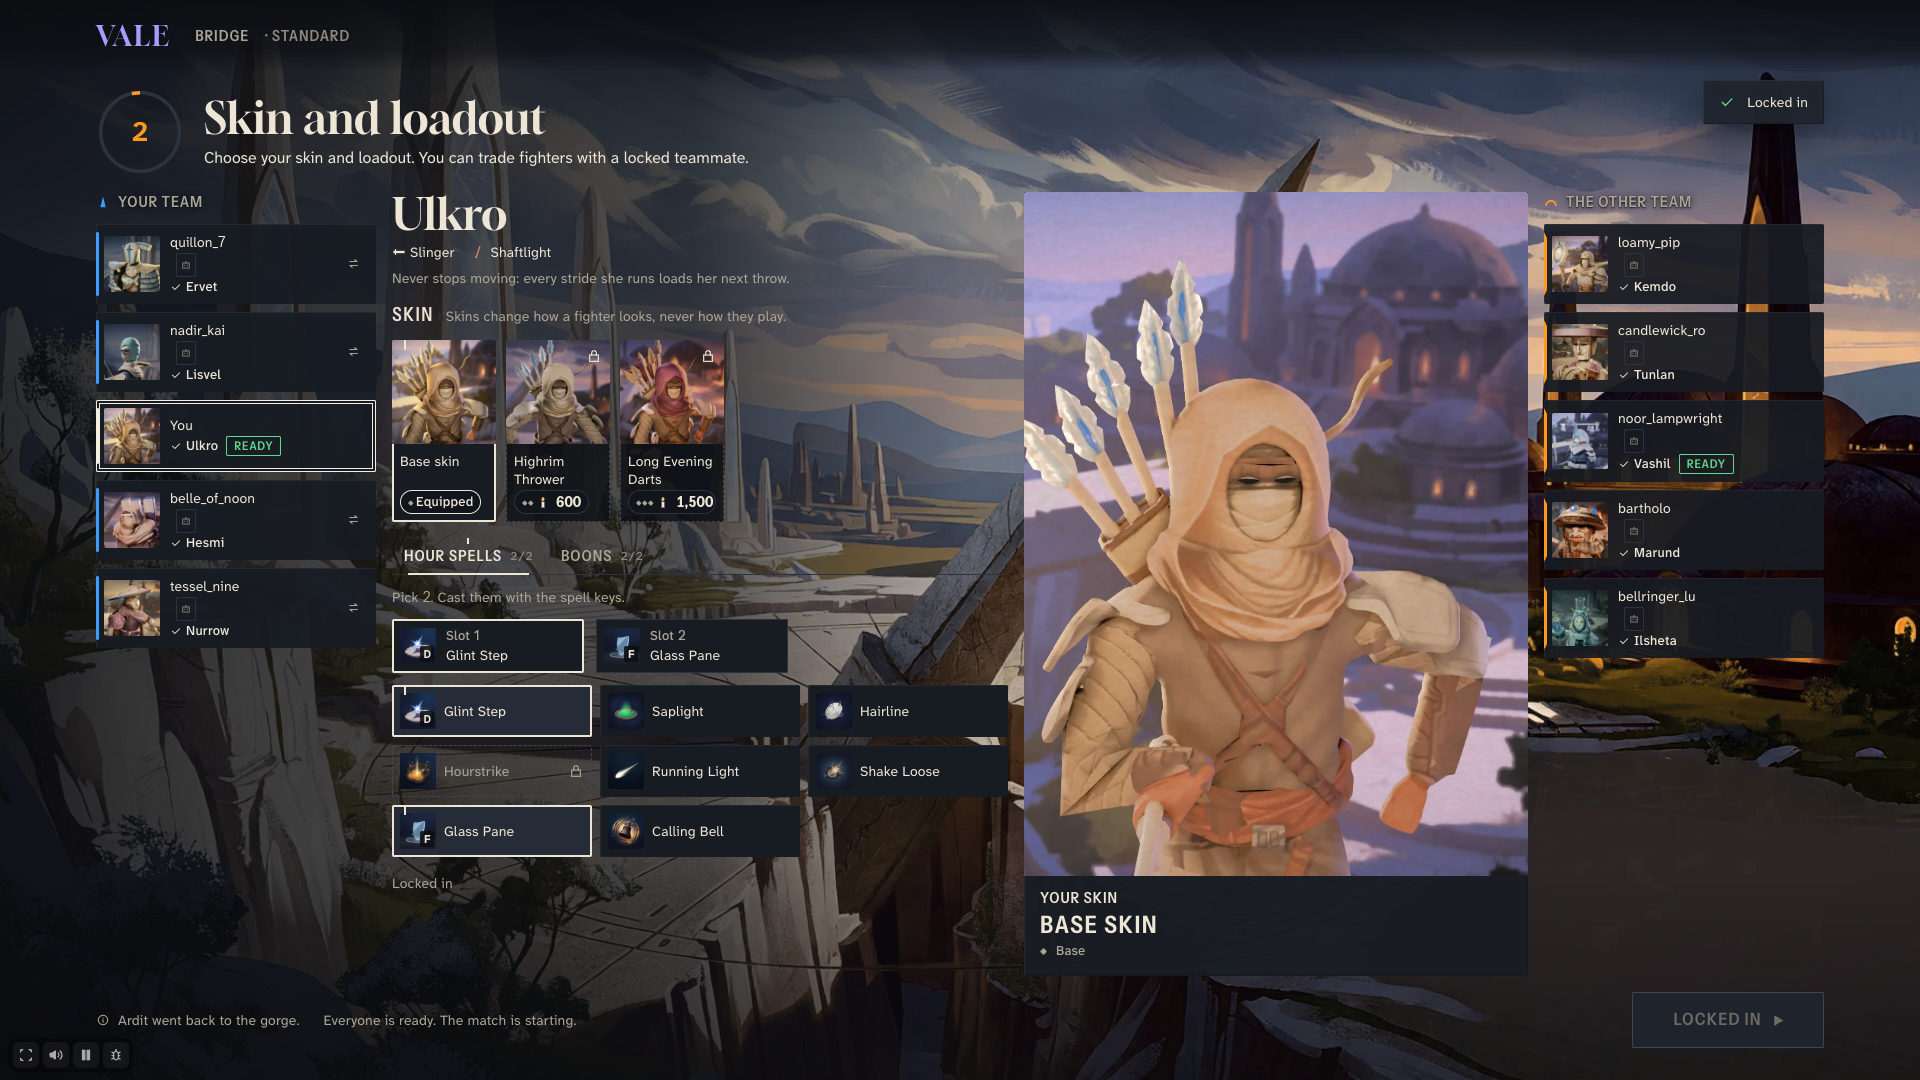 VALE
BRIDGE · STANDARD
2
Skin and loadout
Choose your skin and loadout. You can trade fighters with a locked teammate.
Locked in
YOUR TEAM
quillon_7
Ervet
nadir_kai
Lisvel
You
Ulkro READY
belle_of_noon
Hesmi
tessel_nine
Nurrow
Ulkro
Slinger / Shaftlight
Never stops moving: every stride she runs loads her next throw.
SKIN Skins change how a fighter looks, never how they play.
Base skin
Equipped
Highrim
Thrower
600
Long Evening
Darts
1,500
HOUR SPELLS 2/2 BOONS 2/2
Pick 2. Cast them with the spell keys.
D
Slot 1
Glint Step
F
Slot 2
Glass Pane
D Glint Step
Saplight
Hairline
Hourstrike
Running Light
Shake Loose
F Glass Pane
Calling Bell
Locked in
YOUR SKIN
BASE SKIN
Base
THE OTHER TEAM
loamy_pip
Kemdo
candlewick_ro
Tunlan
noor_lampwright
Vashil READY
bartholo
Marund
bellringer_lu
Ilsheta
Ardit went back to the gorge. Everyone is ready. The match is starting.
LOCKED IN